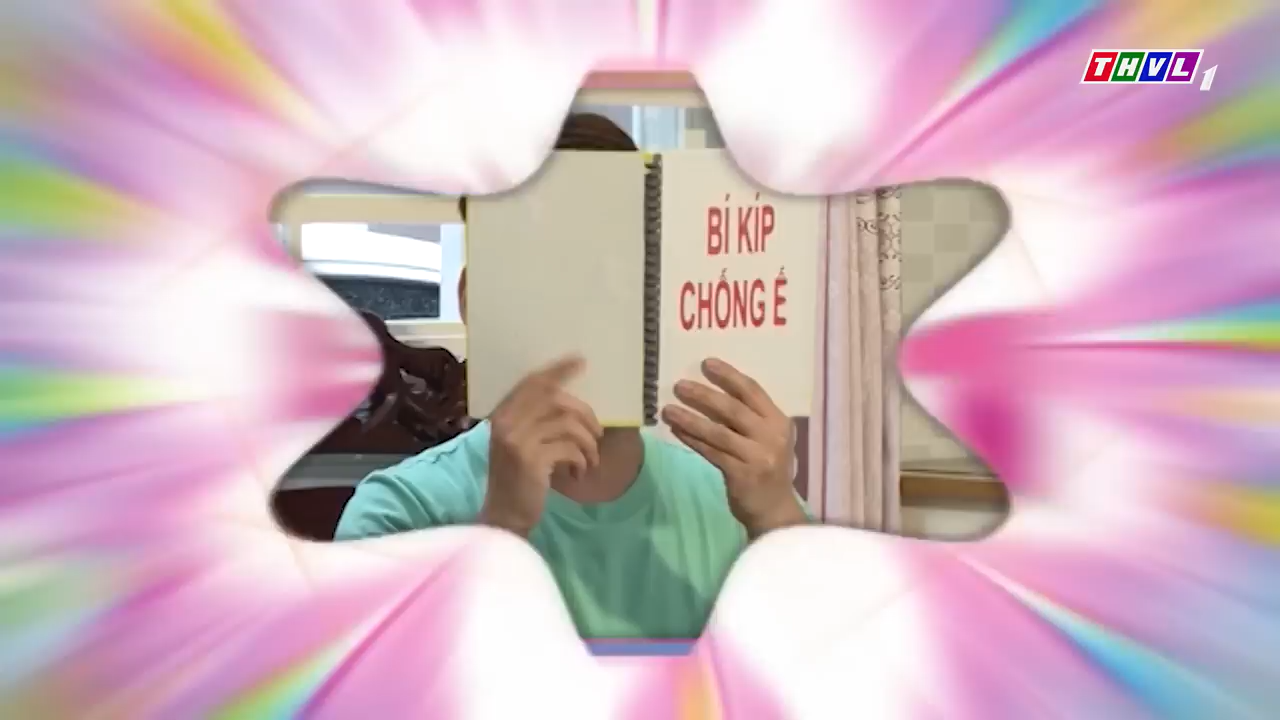 THVL1
BÍ KÍP
CHỐNG Ế